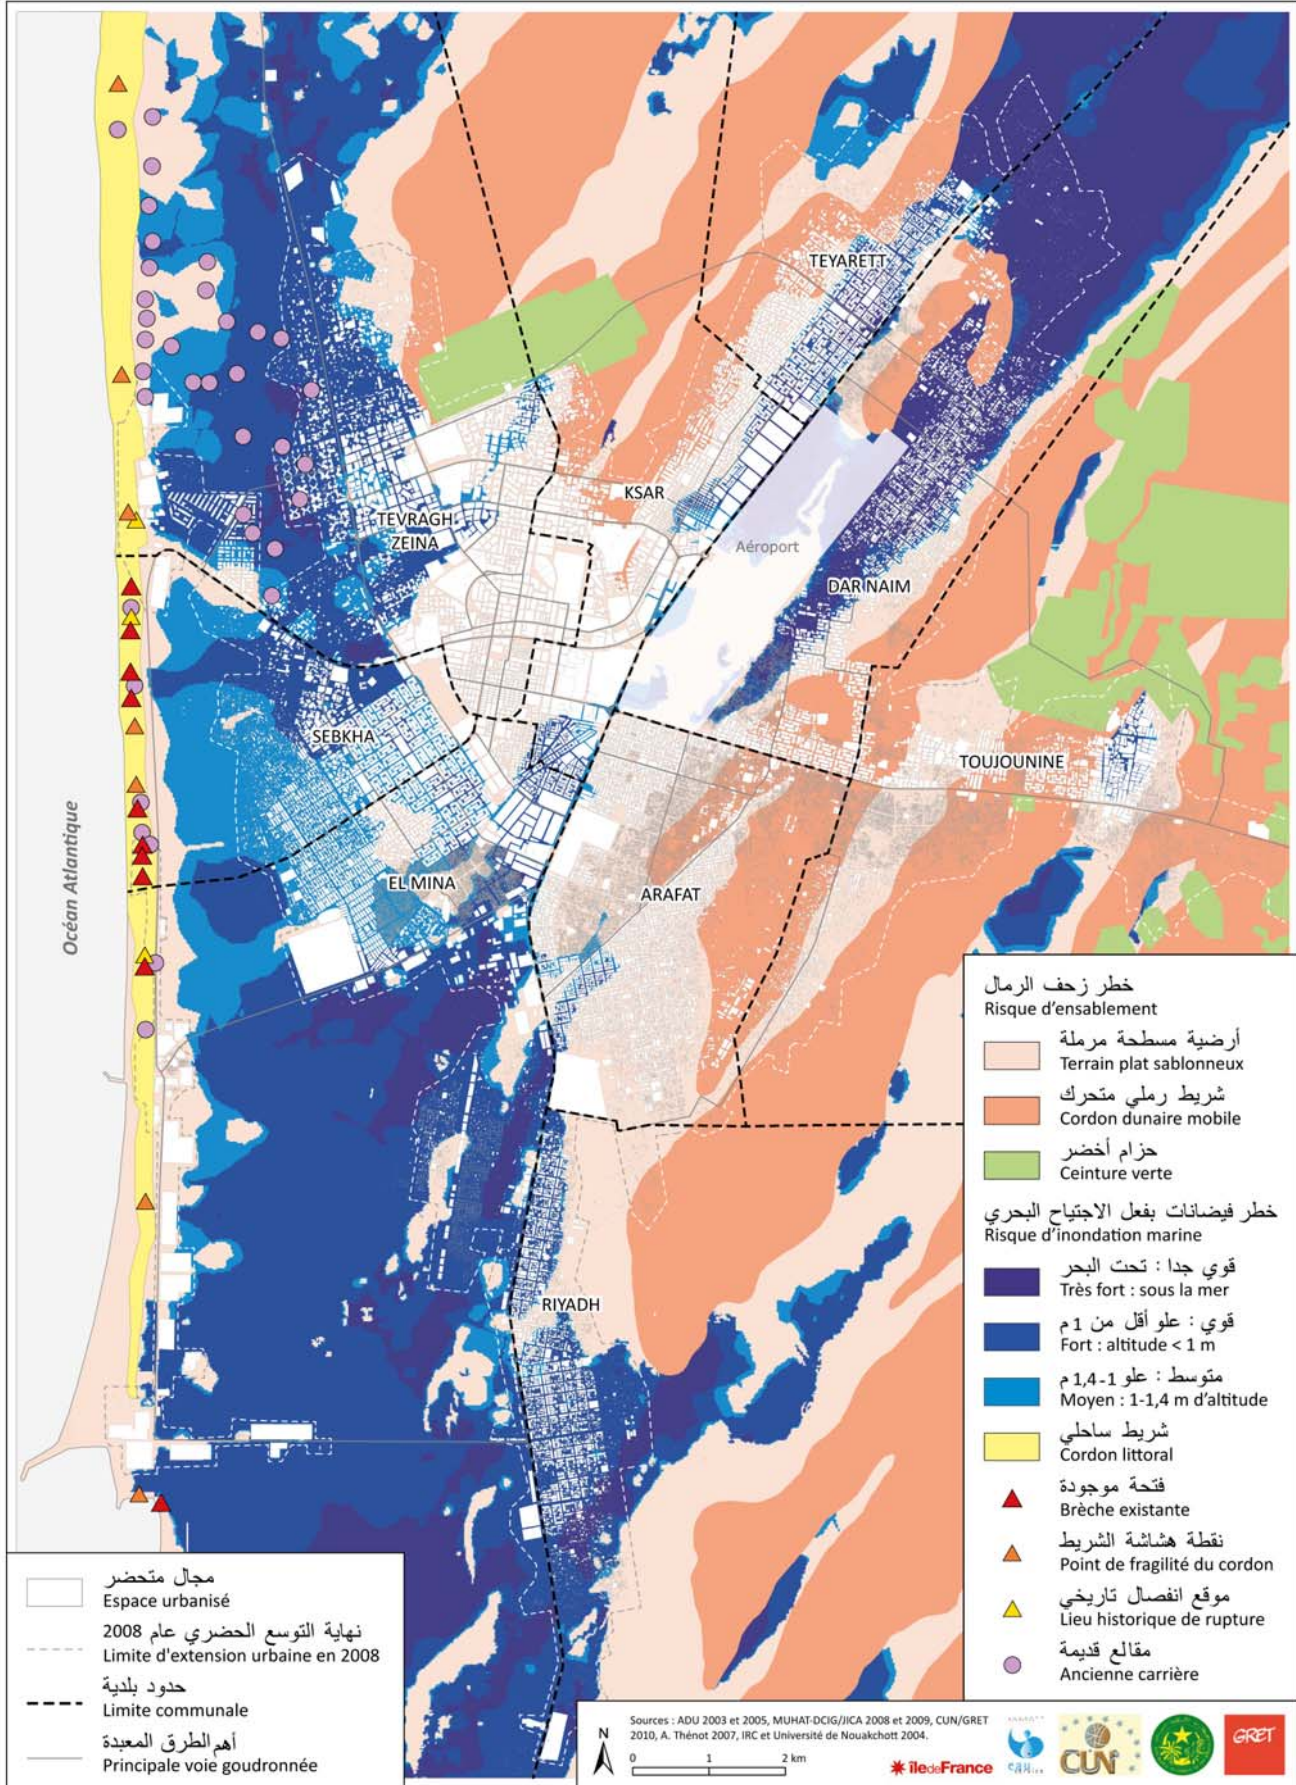 TEYARETT
KSAR
TEVRAGH
ZEINA
Aéroport
DAR NAIM
SEBKHA
TOUJOUNINE
EL MINA
ARAFAT
Océan Atlantique
RIYADH
خطر زحف الرمال
Risque d'ensablement
أرضية مسطحة مرملة
Terrain plat sablonneux
شريط رملي متحرك
Cordon dunaire mobile
حزام أخضر
Ceinture verte
خطر فيضانات بفعل الاجتياح البحري
Risque d'inondation marine
قوي جدا : تحت البحر
Très fort : sous la mer
قوي : علو أقل من 1 م
Fort : altitude < 1 m
متوسط : علو 1-1,4 م
Moyen : 1-1,4 m d'altitude
شريط ساحلي
Cordon littoral
فتحة موجودة
Brèche existante
نقطة هشاشة الشريط
Point de fragilité du cordon
موقع انفصال تاريخي
Lieu historique de rupture
مقالع قديمة
Ancienne carrière
مجال متحضر
Espace urbanisé
نهاية التوسع الحضري عام 2008
Limite d'extension urbaine en 2008
حدود بلدية
Limite communale
أهم الطرق المعبدة
Principale voie goudronnée
N
Sources : ADU 2003 et 2005, MUHAT-DCIG/JICA 2008 et 2009, CUN/GRET
2010, A. Thénot 2007, IRC et Université de Nouakchott 2004.
0 1 2 km
îledeFrance
eau
CUN
GRET